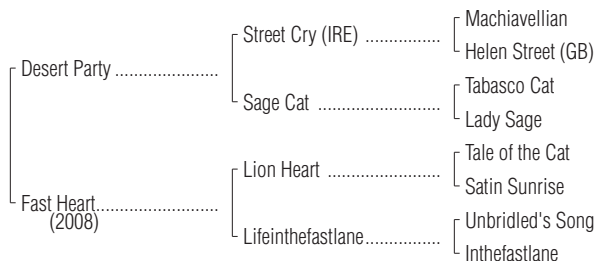 Machiavellian
Street Cry (IRE) ..................
Helen Street (GB)
Desert Party ........................
Tabasco Cat
Sage Cat .............................
Lady Sage
Tale of the Cat
Lion Heart ...........................
Satin Sunrise
Fast Heart............................
(2008)
Unbridled's Song
Lifeinthefastlane..................
Inthefastlane